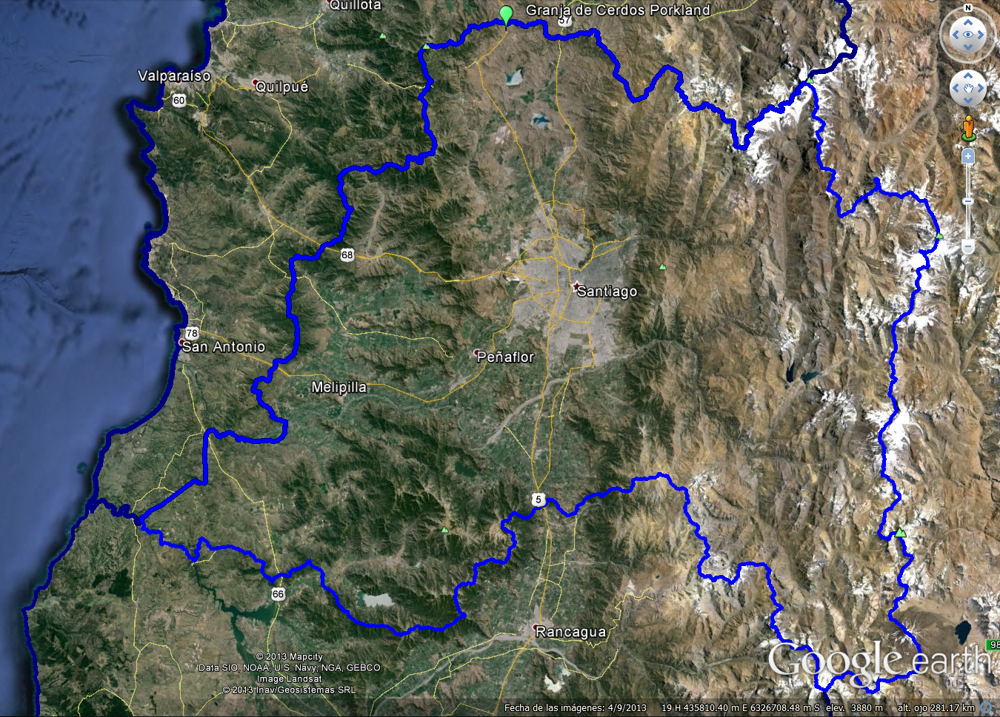 Quillota
Granja de Cerdos Porkland
57
N
Valparaíso
60
Quilpué
68
Santiago
78
San Antonio
Peñaflor
Melipilla
5
66
Rancagua
98
© 2013 Mapcity
Data SIO, NOAA, U.S. Navy, NGA, GEBCO
Image Landsat
© 2013 Inav/Geosistemas SRL
Google earth
Fecha de las imágenes: 4/9/2013 19 H 435810.40 m E 6326708.48 m S elev. 3880 m alt. ojo 281.17 km